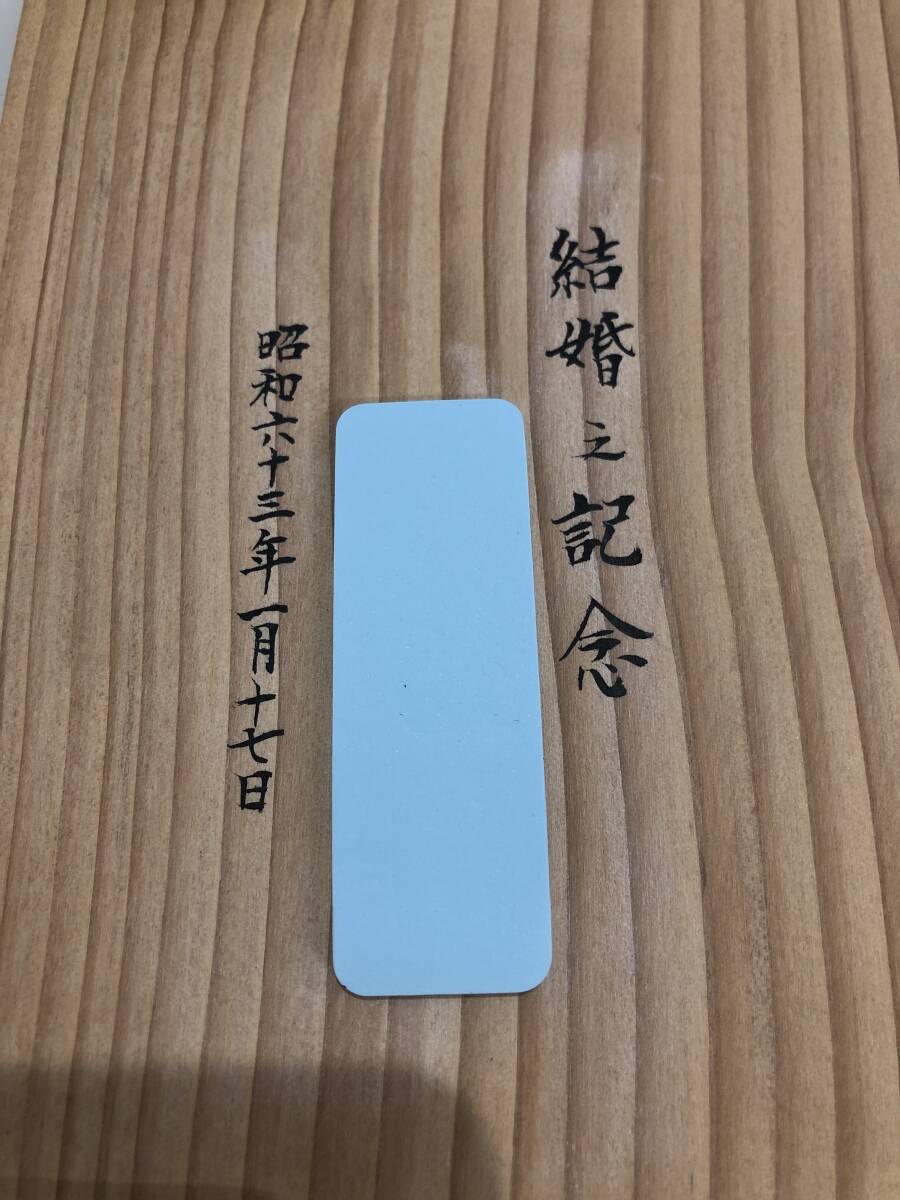 結婚之記念
昭和六十三年一月十七日